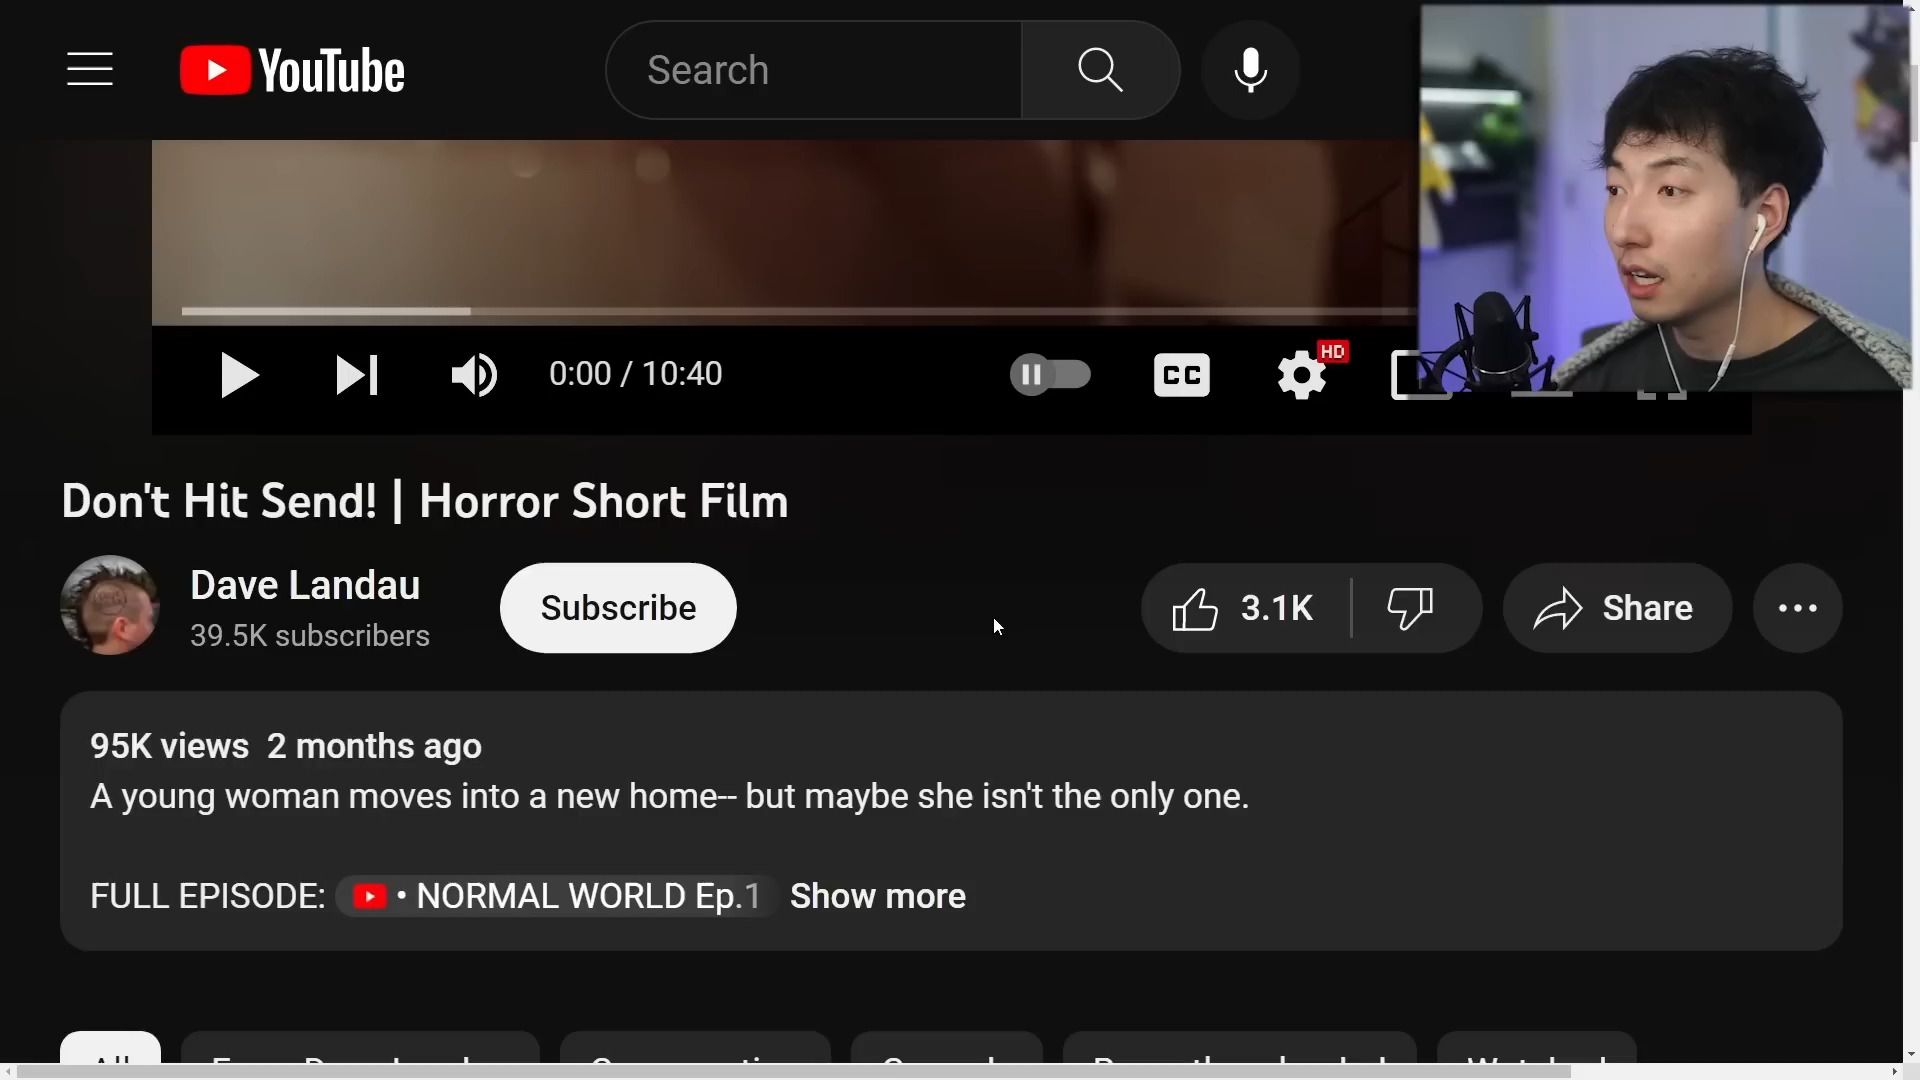 YouTube
Search
0:00 / 10:40
CC
HD
Don't Hit Send! | Horror Short Film
Dave Landau
39.5K subscribers
Subscribe
3.1K
Share
95K views 2 months ago
A young woman moves into a new home-- but maybe she isn't the only one.
FULL EPISODE: • NORMAL WORLD Ep.1 Show more
All